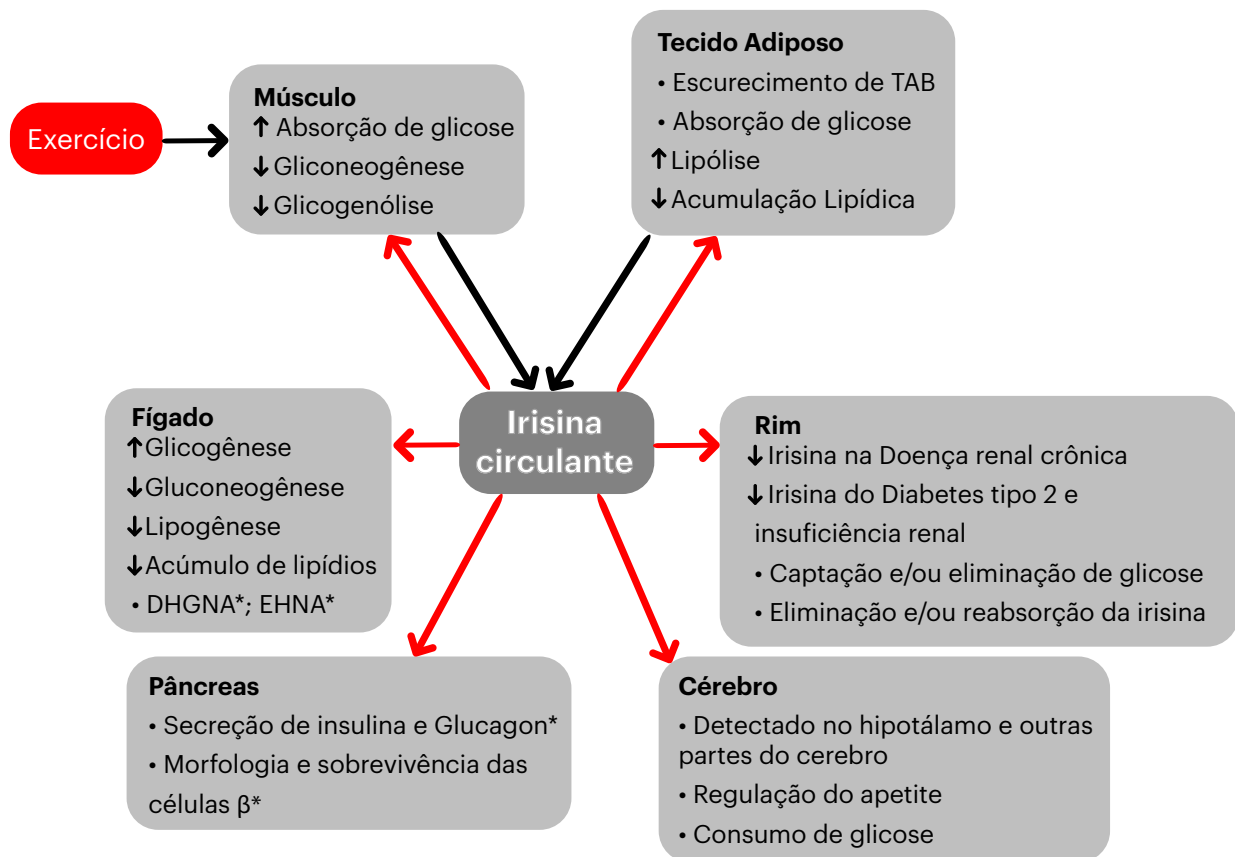 Exercício
Músculo
↑ Absorção de glicose
↓ Gliconeogênese
↓ Glicogenólise
Tecido Adiposo
• Escurecimento de TAB
• Absorção de glicose
↑ Lipólise
↓ Acumulação Lipídica
Irisina
circulante
Fígado
↑ Glicogênese
↓ Gluconeogênese
↓ Lipogênese
↓ Acúmulo de lipídios
• DHGNA*; EHNA*
Rim
↓ Irisina na Doença renal crônica
↓ Irisina do Diabetes tipo 2 e
insuficiência renal
• Captação e/ou eliminação de glicose
• Eliminação e/ou reabsorção da irisina
Pâncreas
• Secreção de insulina e Glucagon*
• Morfologia e sobrevivência das
células β*
Cérebro
• Detectado no hipotálamo e outras
partes do cerebro
• Regulação do apetite
• Consumo de glicose